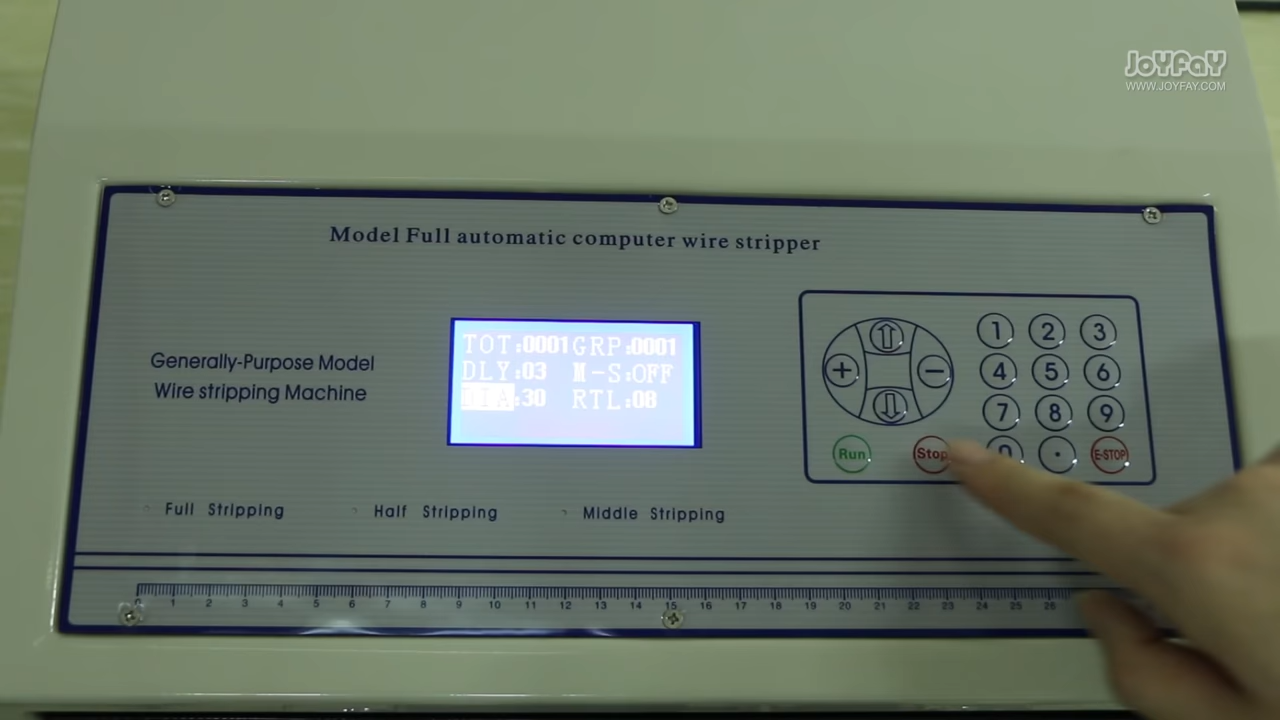 JOYFAY
WWW.JOYFAY.COM
Model Full automatic computer wire stripper
Generally-Purpose Model
Wire stripping Machine
TOT:0001 GRP:0001
DLY:03 M-S:OFF
DIA:30 RTL:08
+ -
1 2 3
4 5 6
7 8 9
Run Stop 0 . E-STOP
Full Stripping Half Stripping Middle Stripping
0 1 2 3 4 5 6 7 8 9 10 11 12 13 14 15 16 17 18 19 20 21 22 23 24 25 26